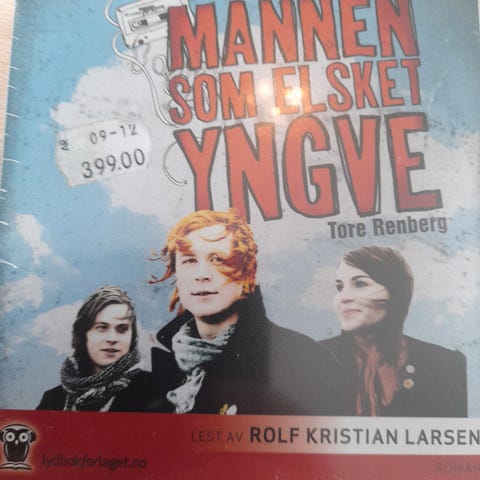 MANNEN
SOM ELSKET
YNGVE
Tore Renberg
09-12
399.00
LEST AV ROLF KRISTIAN LARSEN
lydbokforlaget.no
ROMAN